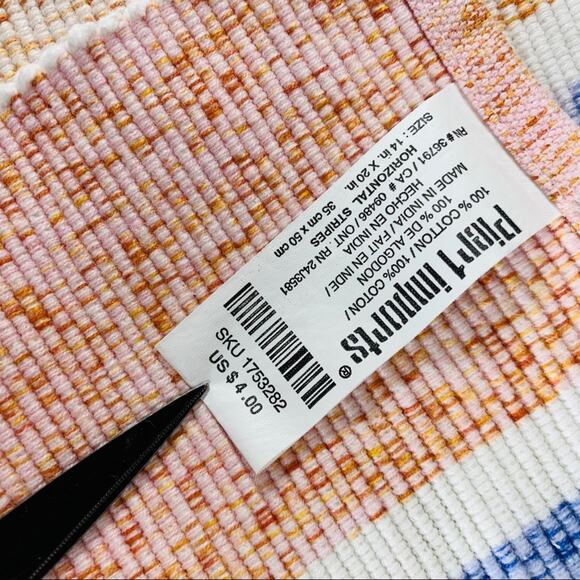 Pier 1 imports®
100% COTTON / 100% COTON /
100 % DE ALGODON
MADE IN INDIA / FAIT EN INDE /
HECHO EN INDIA
RN # 36791 / CA # 09486 / ONT. RN 24J3581
HORIZONTAL STRIPES
SIZE : 14 in. X 20 in. 35 cm x 50 cm
SKU 1753282
US $ 4.00